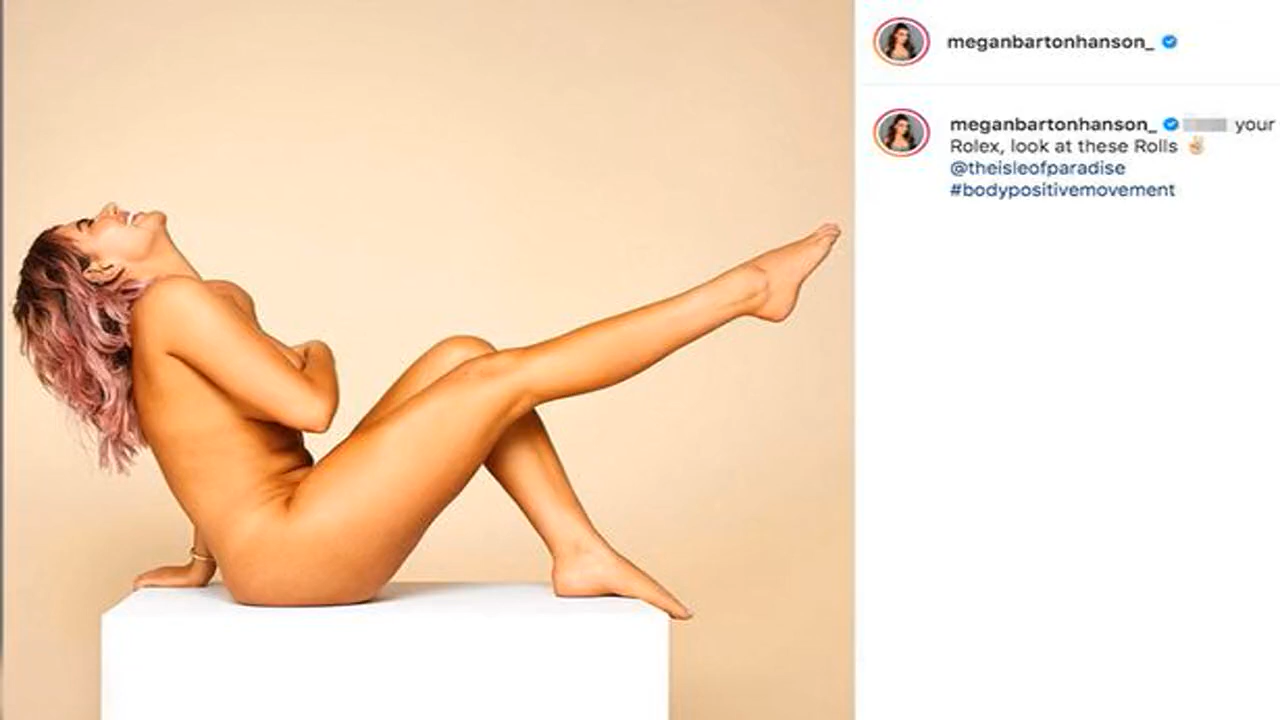 meganbartonhanson_
meganbartonhanson_ your
Rolex, look at these Rolls ✌🏼
@theisleofparadise
#bodypositivemovement